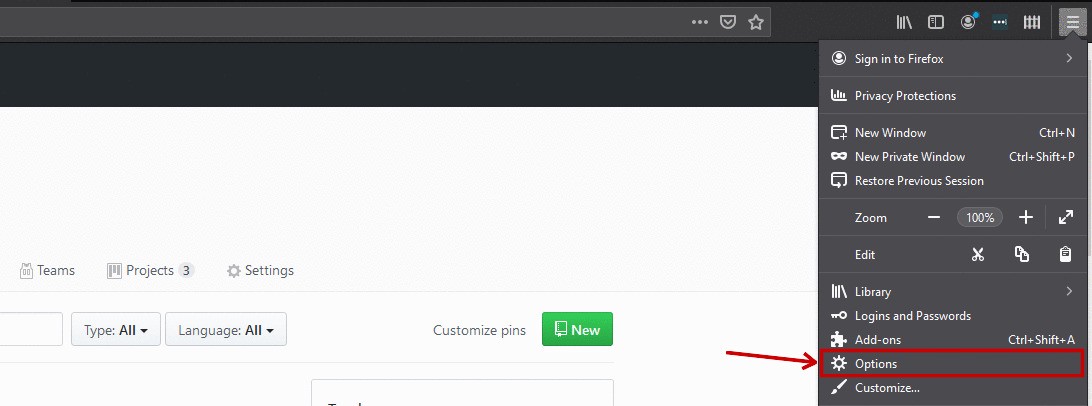 Sign in to Firefox
Privacy Protections
New Window Ctrl+N
New Private Window Ctrl+Shift+P
Restore Previous Session
Zoom 100%
Edit
Library
Logins and Passwords
Add-ons Ctrl+Shift+A
Options
Customize...
Teams Projects 3 Settings
Type: All Language: All Customize pins New